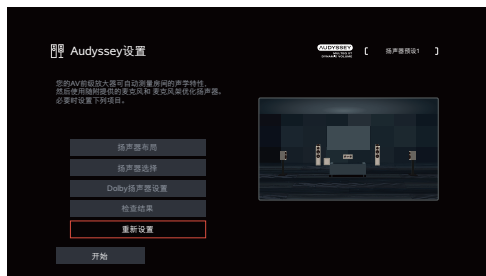 Audyssey设置
AUDYSSEY
MULTEQ XT
DYNAMIC VOLUME
[ 扬声器预设1 ]
您的AV前级放大器可自动测量房间的声学特性,
然后使用随附提供的麦克风和 麦克风架优化扬声器。
必要时设置下列项目。
扬声器布局
扬声器选择
Dolby扬声器设置
检查结果
重新设置
开始